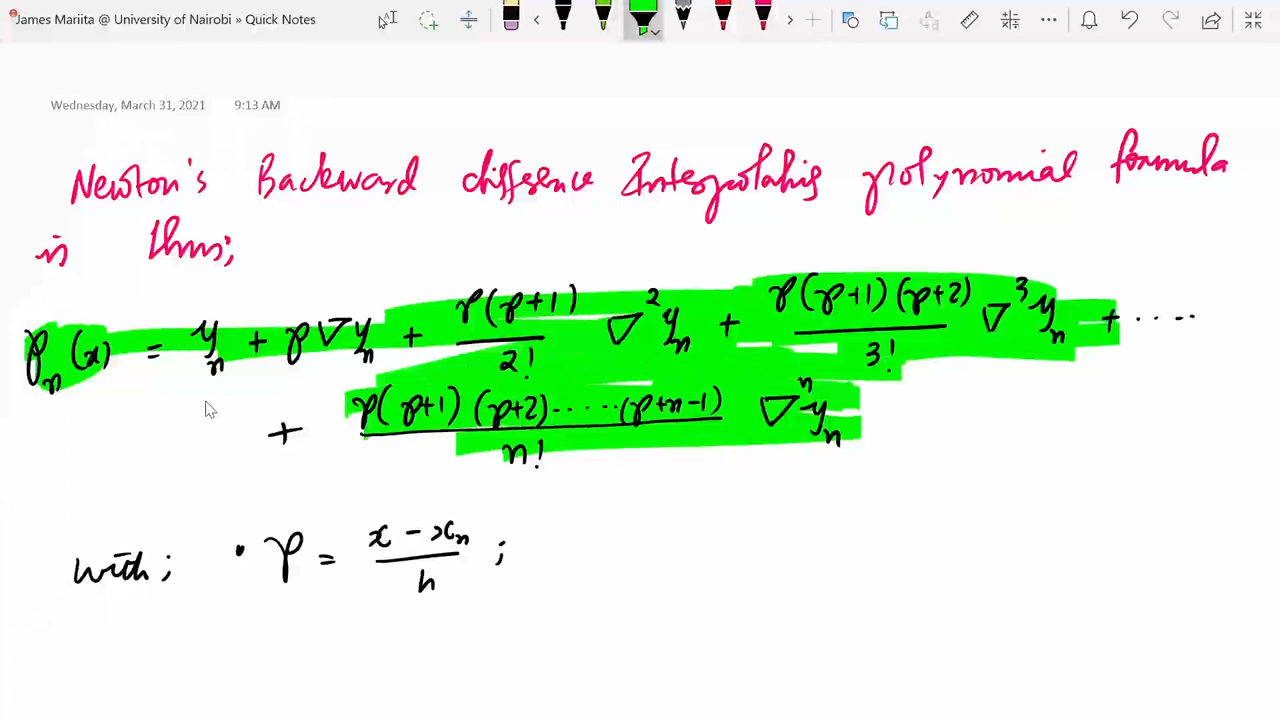 James Mariita @ University of Nairobi » Quick Notes
Wednesday, March 31, 2021 9:13 AM
Newton's Backward difference Interpolating polynomial formula
is thus;
Pₙ(x) = yₙ + p∇yₙ + p(p+1)/2! ∇²yₙ + p(p+1)(p+2)/3! ∇³yₙ + ....
+ p(p+1)(p+2).....(p+n-1)/n! ∇ⁿyₙ
with; • p = x - xₙ / h ;